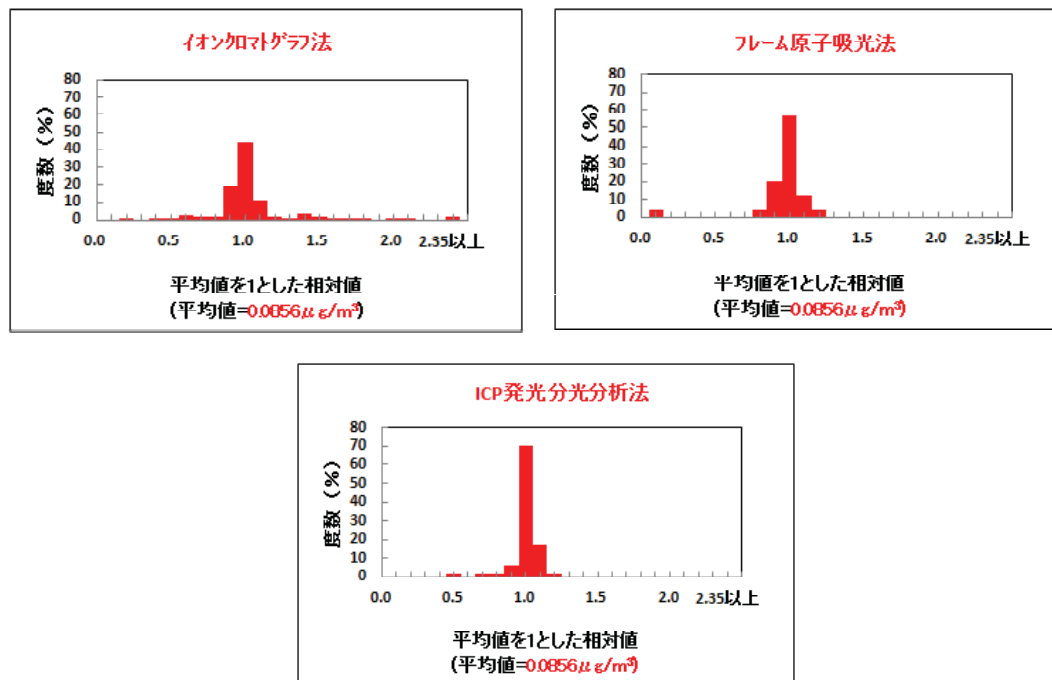 イオンクロマトグラフ法
度数(%)
80
70
60
50
40
30
20
10
0
0.0 0.5 1.0 1.5 2.0 2.35以上
平均値を1とした相対値
(平均値=0.0856μg/m³)
フレーム原子吸光法
度数(%)
80
70
60
50
40
30
20
10
0
0.0 0.5 1.0 1.5 2.0 2.35以上
平均値を1とした相対値
(平均値=0.0856μg/m³)
ICP発光分光分析法
度数(%)
80
70
60
50
40
30
20
10
0
0.0 0.5 1.0 1.5 2.0 2.35以上
平均値を1とした相対値
(平均値=0.0856μg/m³)